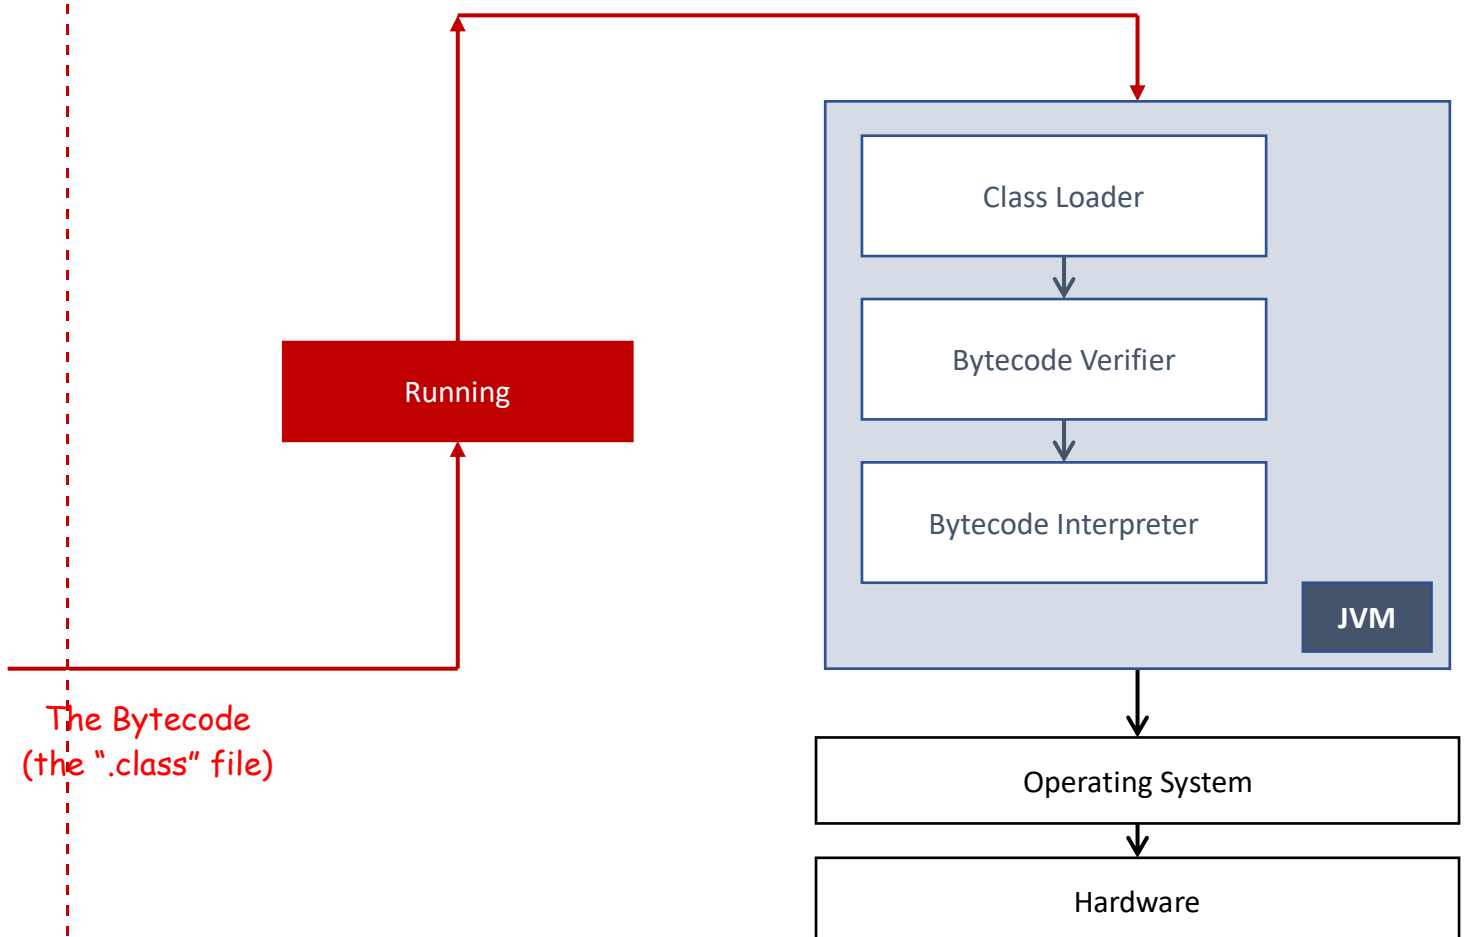 Class Loader
Bytecode Verifier
Running
Bytecode Interpreter
JVM
The Bytecode
(the “.class” file)
Operating System
Hardware